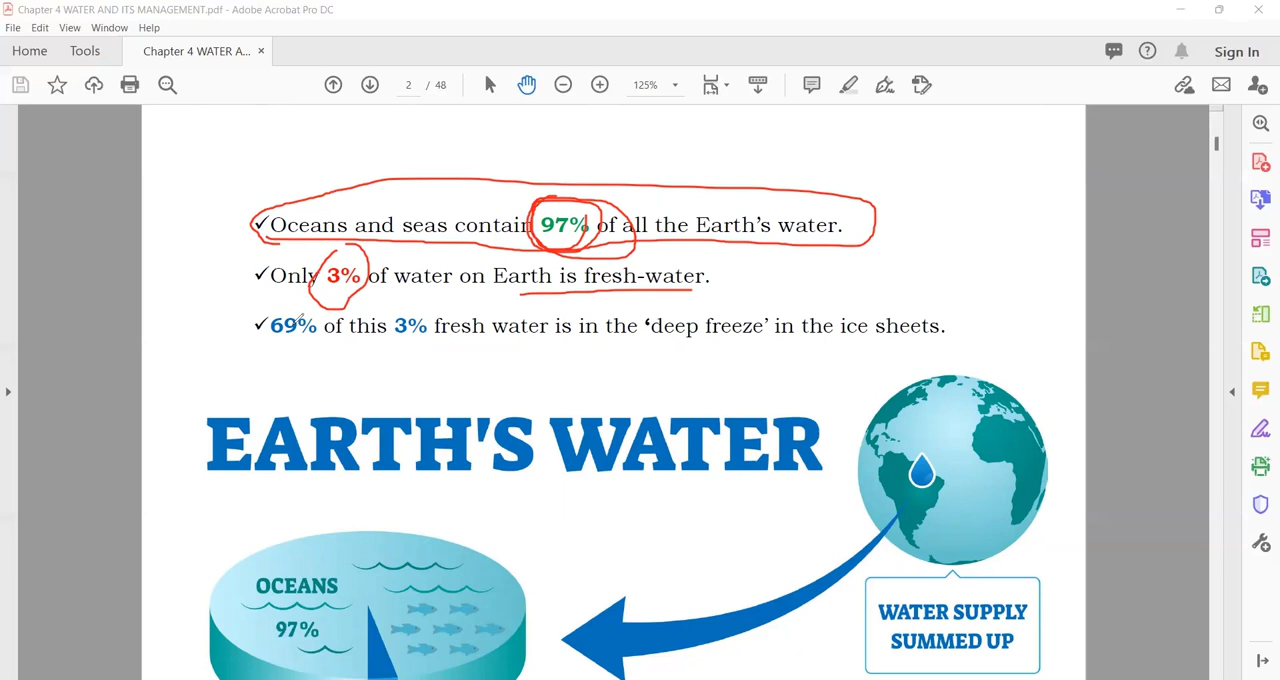 Chapter 4 WATER AND ITS MANAGEMENT.pdf - Adobe Acrobat Pro DC
File Edit View Window Help
Home Tools Chapter 4 WATER A... × Sign In
2 / 48 125%
✓Oceans and seas contain 97% of all the Earth's water.
✓Only 3% of water on Earth is fresh-water.
✓69% of this 3% fresh water is in the ‘deep freeze’ in the ice sheets.
EARTH'S WATER
OCEANS
97%
WATER SUPPLY
SUMMED UP